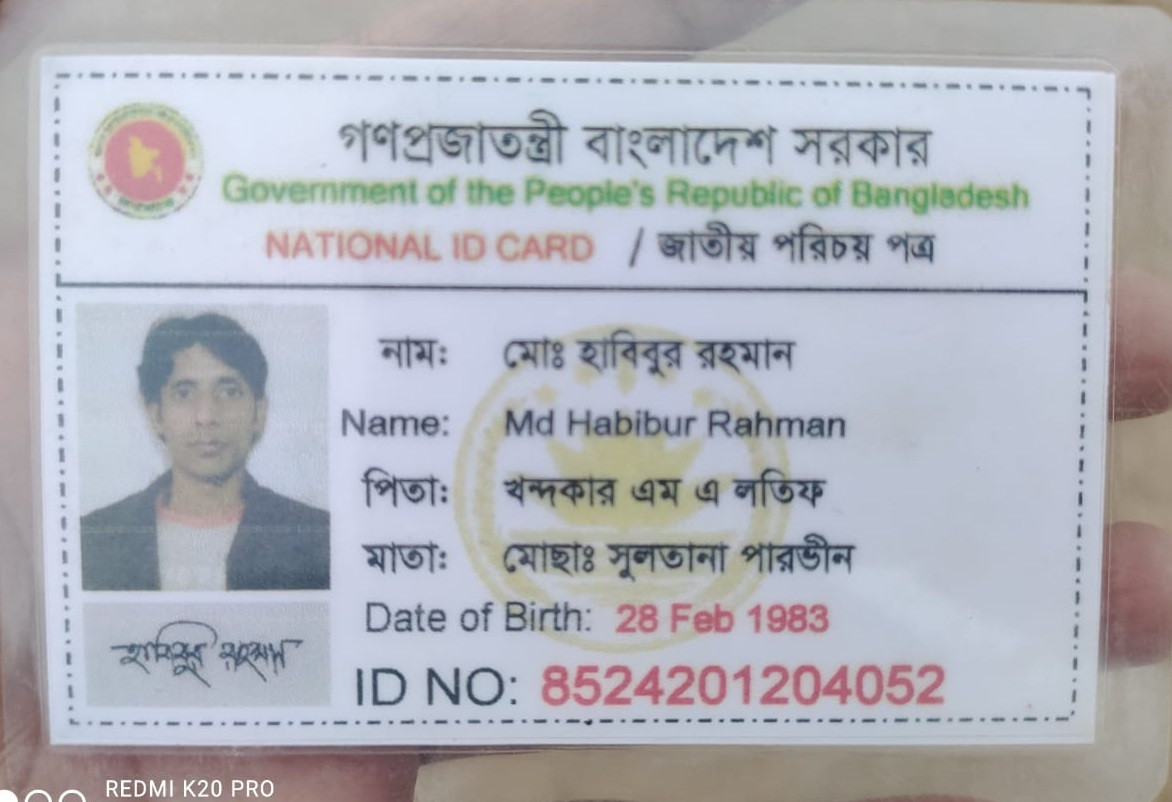 গণপ্রজাতন্ত্রী বাংলাদেশ সরকার
Government of the People's Republic of Bangladesh
NATIONAL ID CARD / জাতীয় পরিচয় পত্র
নাম: মোঃ হাবিবুর রহমান
Name: Md Habibur Rahman
পিতা: খন্দকার এম এ লতিফ
মাতা: মোছাঃ সুলতানা পারভীন
Date of Birth: 28 Feb 1983
হাবিবুর রহমান
ID NO: 8524201204052
REDMI K20 PRO